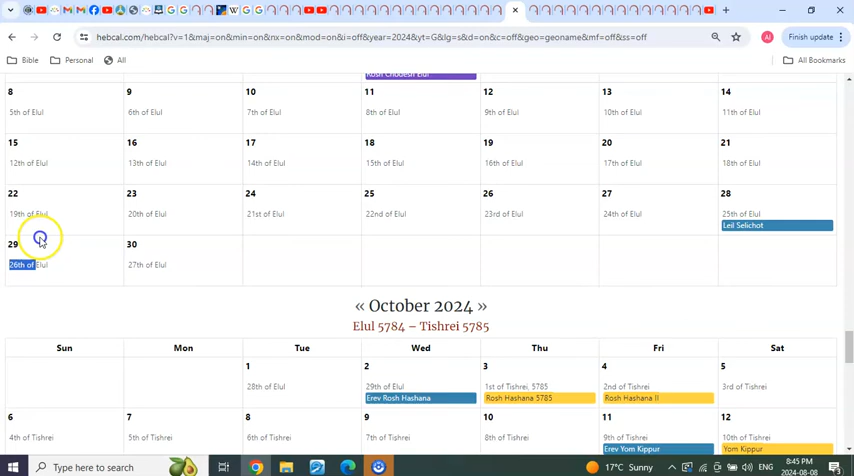 Finish update
hebcal.com/hebcal?v=1&maj=on&min=on&nx=on&mod=on&i=off&year=2024&yt=G&lg=s&d=on&c=off&geo=geoname&mf=off&ss=off
Bible Personal All All Bookmarks
Rosh Chodesh Elul
8 9 10 11 12 13 14
5th of Elul 6th of Elul 7th of Elul 8th of Elul 9th of Elul 10th of Elul 11th of Elul
15 16 17 18 19 20 21
12th of Elul 13th of Elul 14th of Elul 15th of Elul 16th of Elul 17th of Elul 18th of Elul
22 23 24 25 26 27 28
19th of Elul 20th of Elul 21st of Elul 22nd of Elul 23rd of Elul 24th of Elul 25th of Elul
Leil Selichot
29 30
26th of Elul 27th of Elul
« October 2024 »
Elul 5784 – Tishrei 5785
Sun Mon Tue Wed Thu Fri Sat
1 2 3 4 5
28th of Elul 29th of Elul 1st of Tishrei, 5785 2nd of Tishrei 3rd of Tishrei
Erev Rosh Hashana Rosh Hashana 5785 Rosh Hashana II
6 7 8 9 10 11 12
4th of Tishrei 5th of Tishrei 6th of Tishrei 7th of Tishrei 8th of Tishrei 9th of Tishrei 10th of Tishrei
Erev Yom Kippur Yom Kippur
Type here to search 17°C Sunny ENG 8:45 PM
2024-08-08